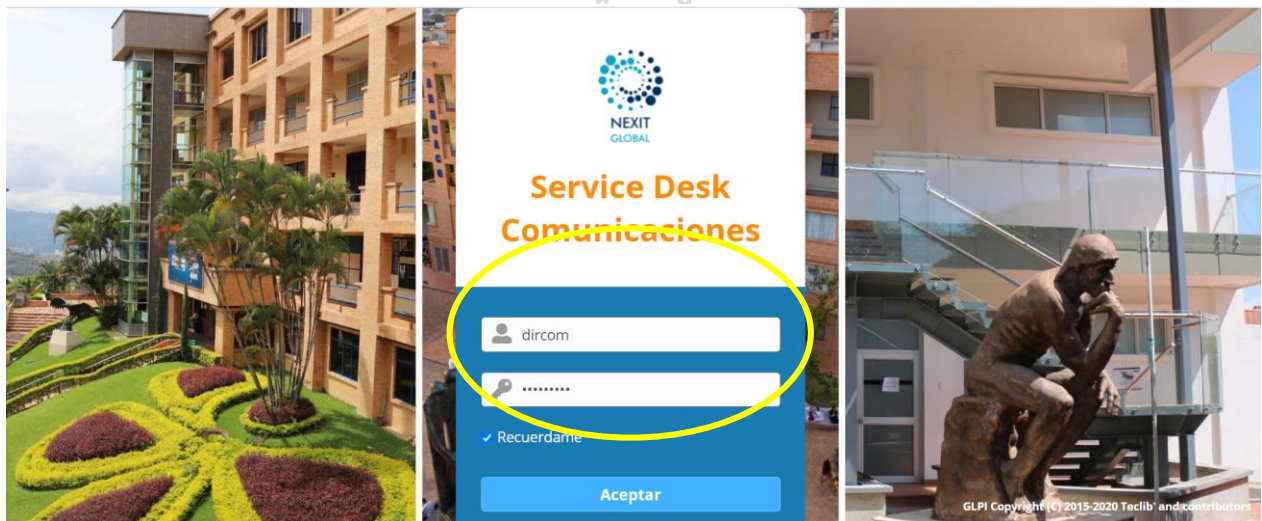 NEXIT
GLOBAL
Service Desk
Comunicaciones
dircom
•••••••••
Recuerdame
Aceptar
GLPI Copyright (C) 2015-2020 Teclib' and contributors